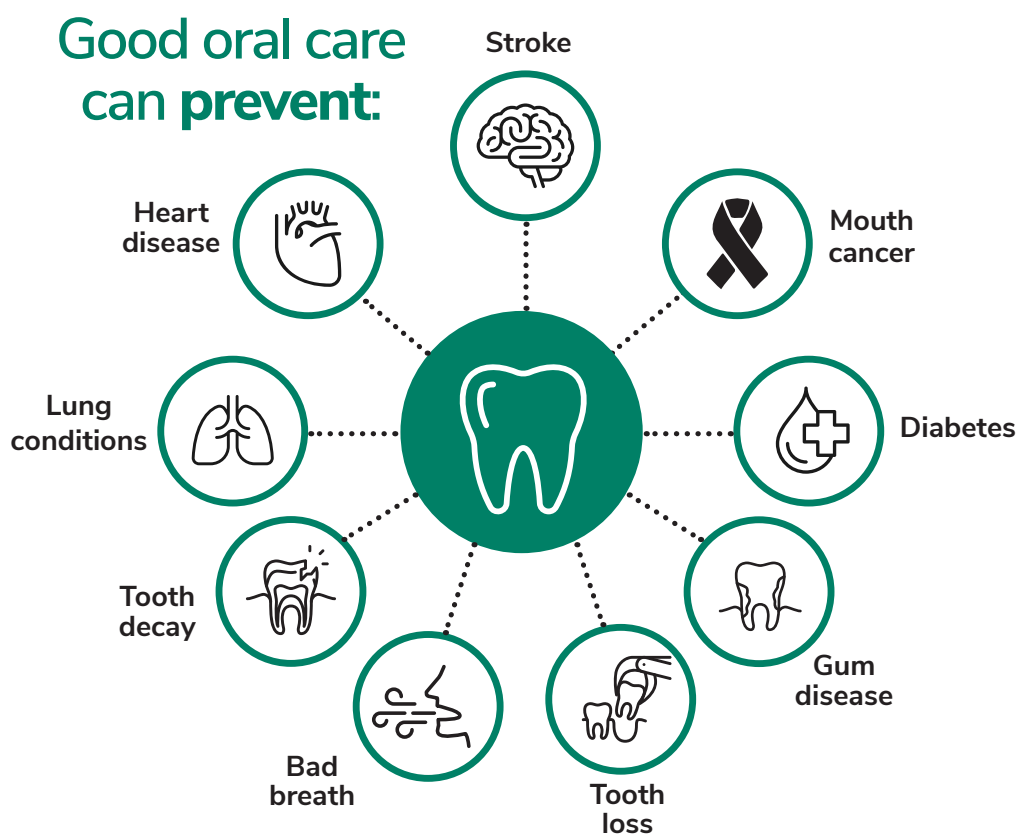 Good oral care
can prevent:
Stroke
Heart
disease
Mouth
cancer
Lung
conditions
Diabetes
Tooth
decay
Gum
disease
Bad
breath
Tooth
loss